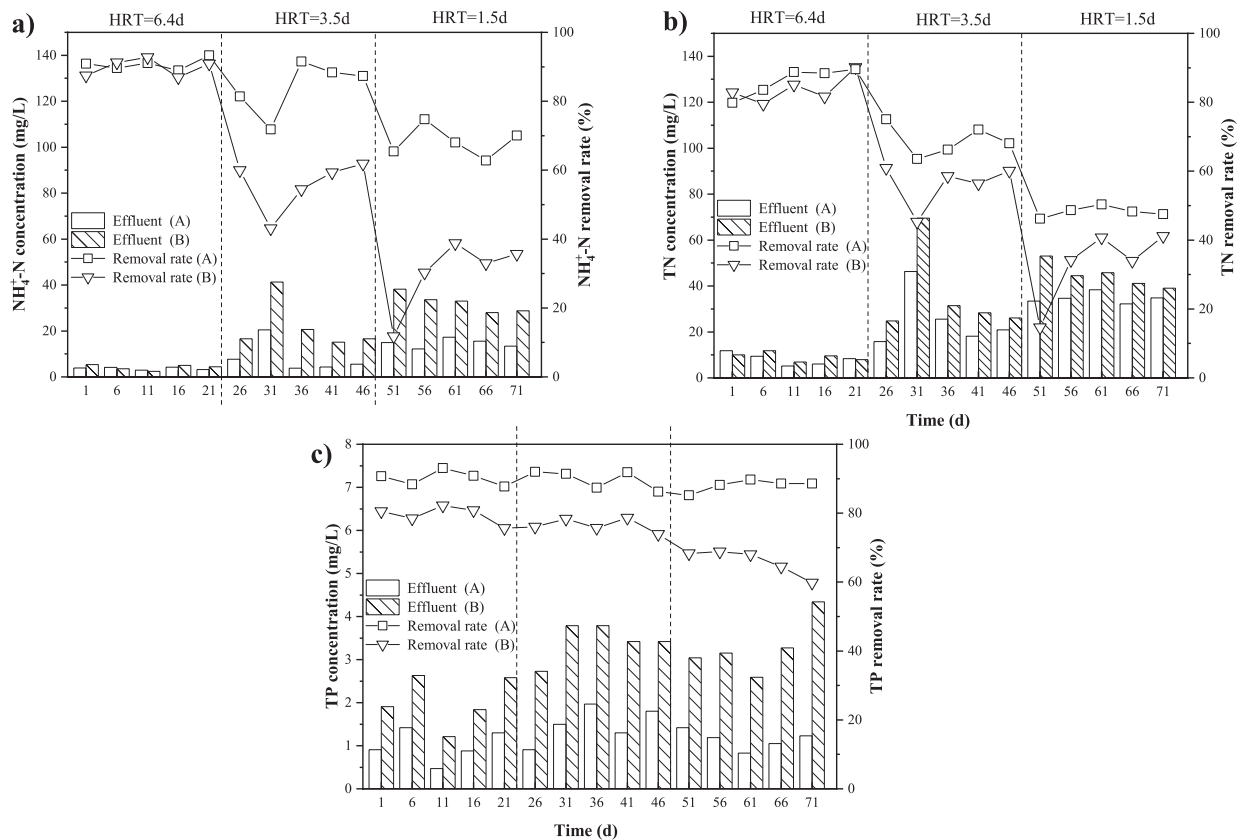 a)
HRT=6.4d HRT=3.5d HRT=1.5d
NH₄⁺-N concentration (mg/L)
140
120
100
80
60
40
20
0
Effluent (A)
Effluent (B)
Removal rate (A)
Removal rate (B)
100
80
60
40
20
0
NH₄⁺-N removal rate (%)
1 6 11 16 21 26 31 36 41 46 51 56 61 66 71
b)
HRT=6.4d HRT=3.5d HRT=1.5d
TN concentration (mg/L)
140
120
100
80
60
40
20
0
Effluent (A)
Effluent (B)
Removal rate (A)
Removal rate (B)
100
80
60
40
20
0
TN removal rate (%)
1 6 11 16 21 26 31 36 41 46 51 56 61 66 71
Time (d)
c)
TP concentration (mg/L)
8
7
6
5
4
3
2
1
0
Effluent (A)
Effluent (B)
Removal rate (A)
Removal rate (B)
100
80
60
40
20
0
TP removal rate (%)
1 6 11 16 21 26 31 36 41 46 51 56 61 66 71
Time (d)